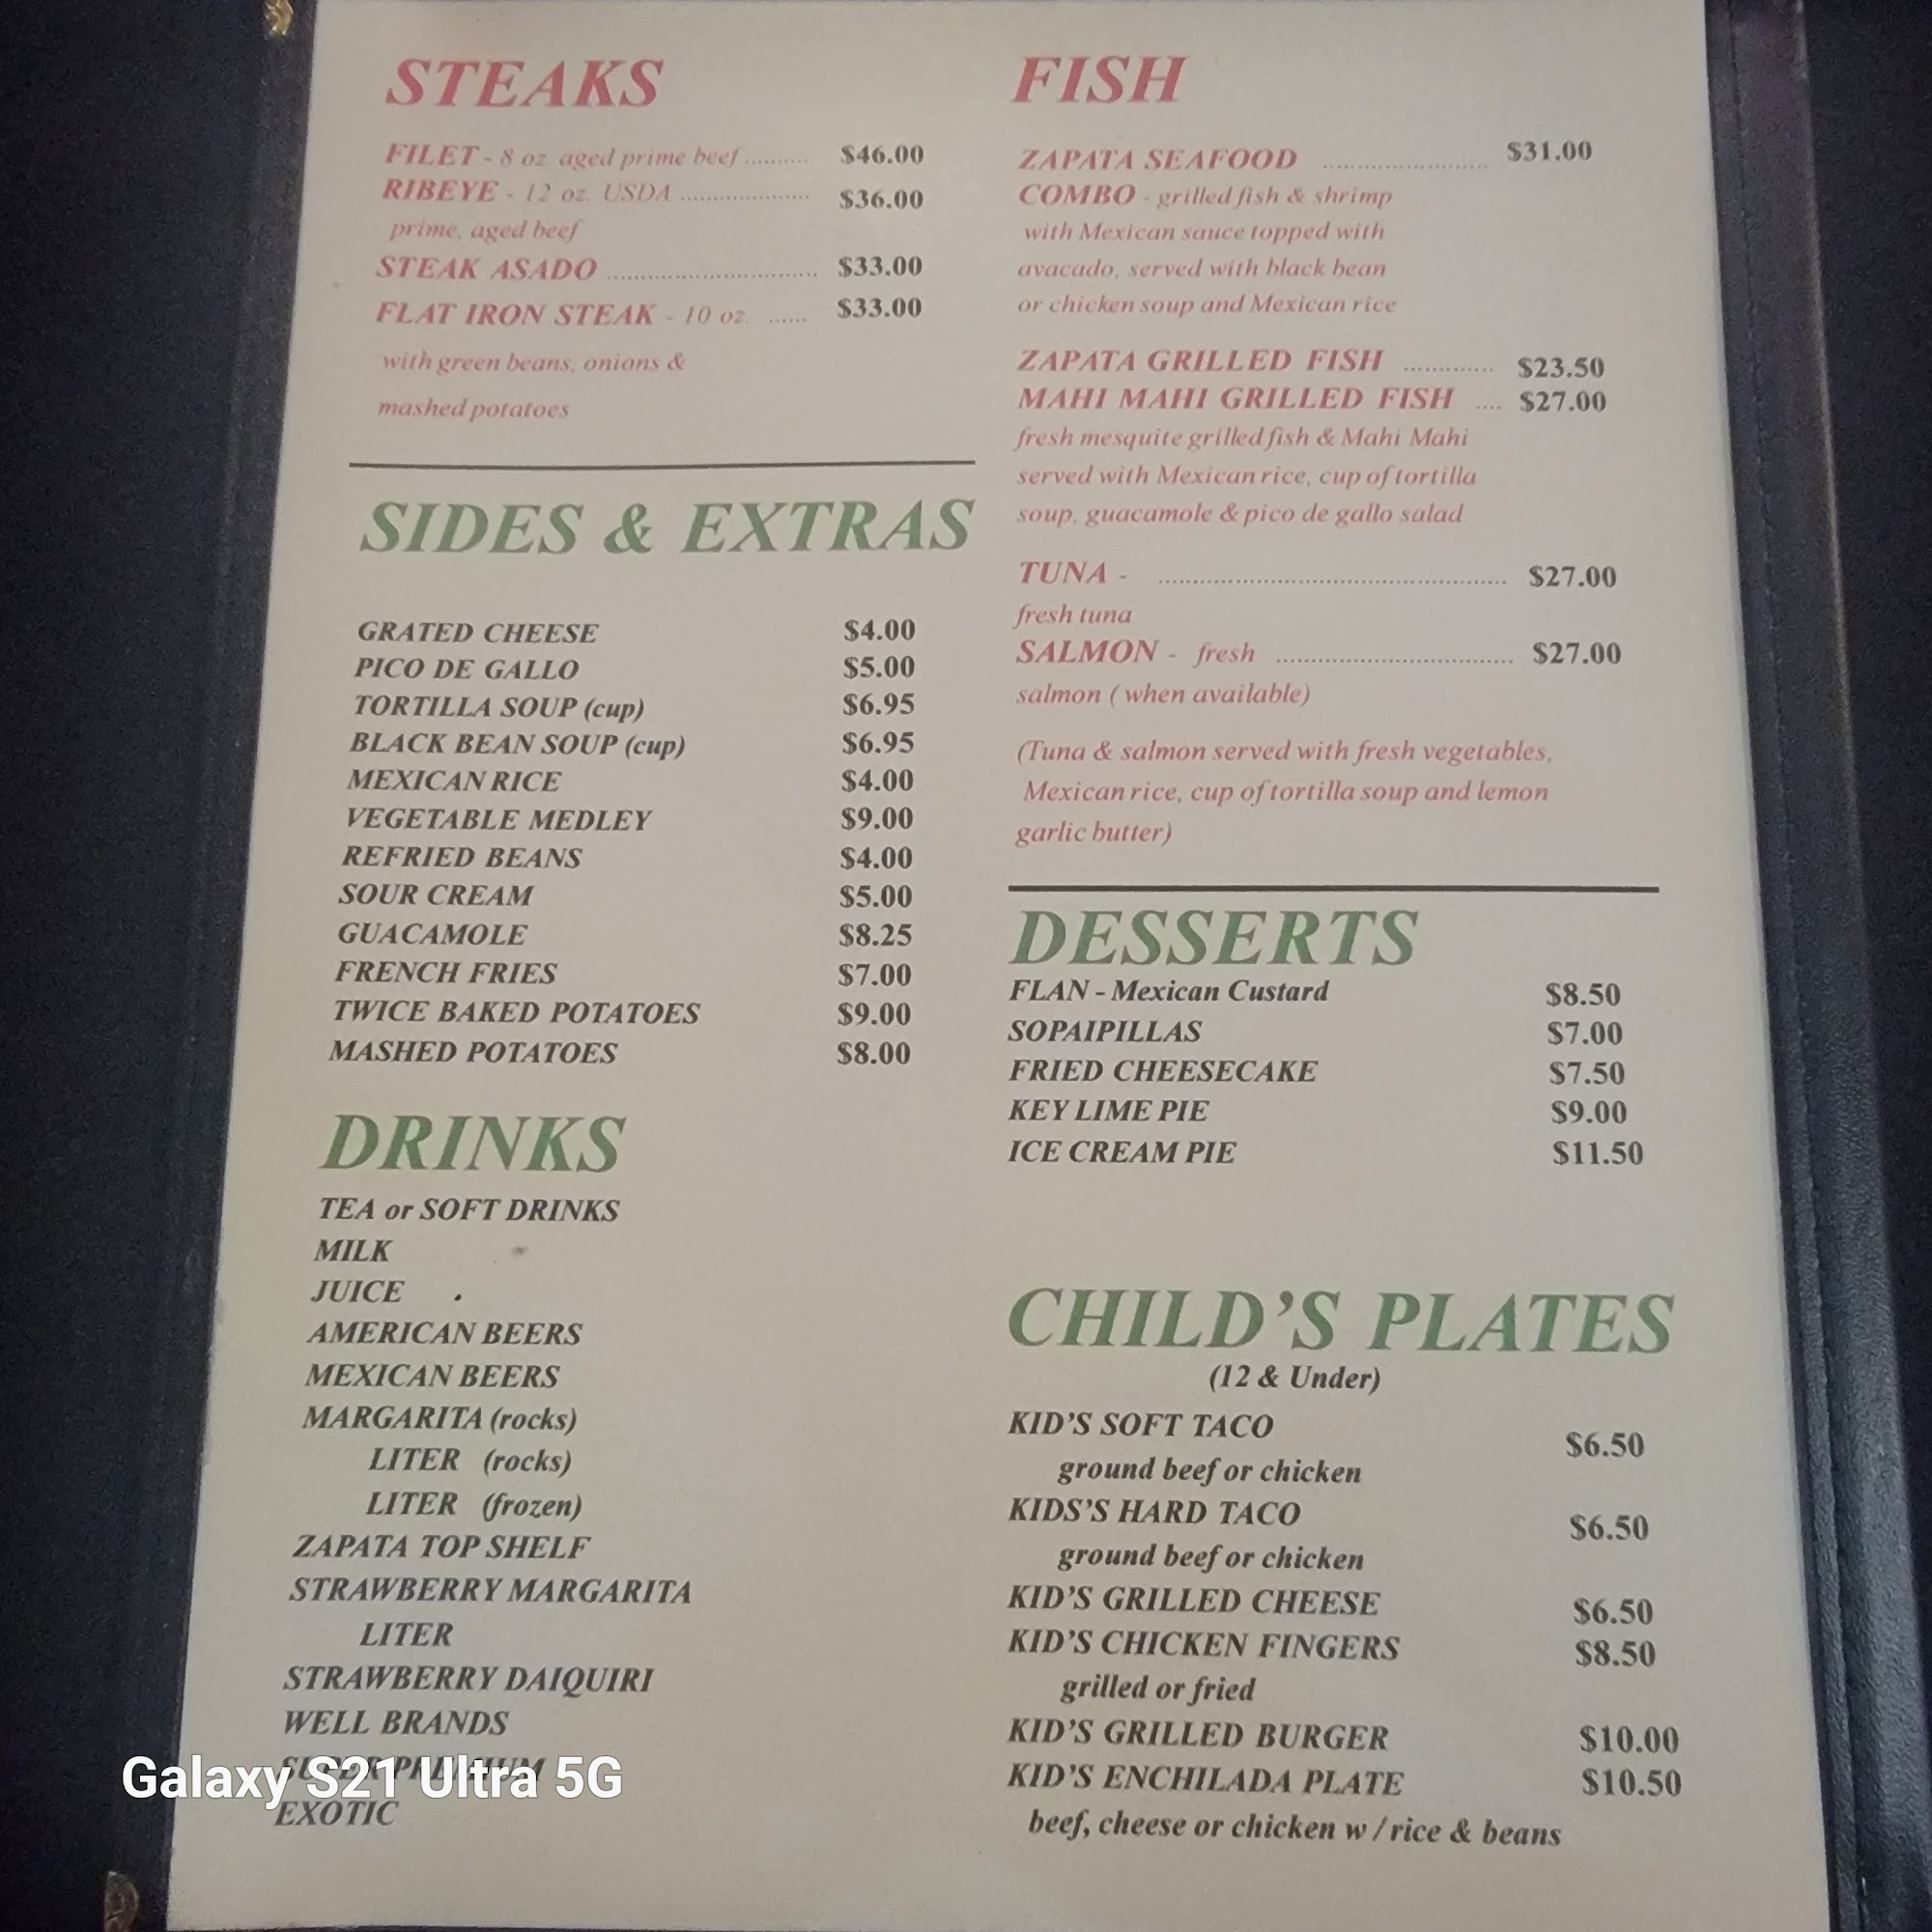 STEAKS
FILET - 8 oz. aged prime beef .......... $46.00
RIBEYE - 12 oz. USDA .................... $36.00
prime, aged beef
STEAK ASADO ................................ $33.00
FLAT IRON STEAK - 10 oz. ...... $33.00
with green beans, onions &
mashed potatoes
SIDES & EXTRAS
GRATED CHEESE $4.00
PICO DE GALLO $5.00
TORTILLA SOUP (cup) $6.95
BLACK BEAN SOUP (cup) $6.95
MEXICAN RICE $4.00
VEGETABLE MEDLEY $9.00
REFRIED BEANS $4.00
SOUR CREAM $5.00
GUACAMOLE $8.25
FRENCH FRIES $7.00
TWICE BAKED POTATOES $9.00
MASHED POTATOES $8.00
DRINKS
TEA or SOFT DRINKS
MILK
JUICE
AMERICAN BEERS
MEXICAN BEERS
MARGARITA (rocks)
LITER (rocks)
LITER (frozen)
ZAPATA TOP SHELF
STRAWBERRY MARGARITA
LITER
STRAWBERRY DAIQUIRI
WELL BRANDS
SUPER PREMIUM
EXOTIC
FISH
ZAPATA SEAFOOD ......................... $31.00
COMBO - grilled fish & shrimp
with Mexican sauce topped with
avacado, served with black bean
or chicken soup and Mexican rice
ZAPATA GRILLED FISH ............. $23.50
MAHI MAHI GRILLED FISH .... $27.00
fresh mesquite grilled fish & Mahi Mahi
served with Mexican rice, cup of tortilla
soup, guacamole & pico de gallo salad
TUNA - .................................................... $27.00
fresh tuna
SALMON - fresh ................................... $27.00
salmon ( when available)
(Tuna & salmon served with fresh vegetables,
Mexican rice, cup of tortilla soup and lemon
garlic butter)
DESSERTS
FLAN - Mexican Custard $8.50
SOPAIPILLAS $7.00
FRIED CHEESECAKE $7.50
KEY LIME PIE $9.00
ICE CREAM PIE $11.50
CHILD'S PLATES
(12 & Under)
KID'S SOFT TACO $6.50
ground beef or chicken
KIDS'S HARD TACO $6.50
ground beef or chicken
KID'S GRILLED CHEESE $6.50
KID'S CHICKEN FINGERS $8.50
grilled or fried
KID'S GRILLED BURGER $10.00
KID'S ENCHILADA PLATE $10.50
beef, cheese or chicken w / rice & beans
Galaxy S21 Ultra 5G